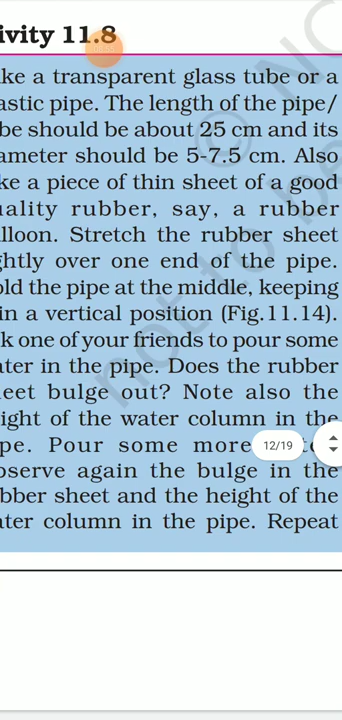 ivity 11.8
ke a transparent glass tube or a
astic pipe. The length of the pipe/
be should be about 25 cm and its
ameter should be 5-7.5 cm. Also
ke a piece of thin sheet of a good
uality rubber, say, a rubber
lloon. Stretch the rubber sheet
ghtly over one end of the pipe.
old the pipe at the middle, keeping
in a vertical position (Fig.11.14).
k one of your friends to pour some
ater in the pipe. Does the rubber
eet bulge out? Note also the
ight of the water column in the
pe. Pour some more
12/19
bserve again the bulge in the
bber sheet and the height of the
ater column in the pipe. Repeat
not to be